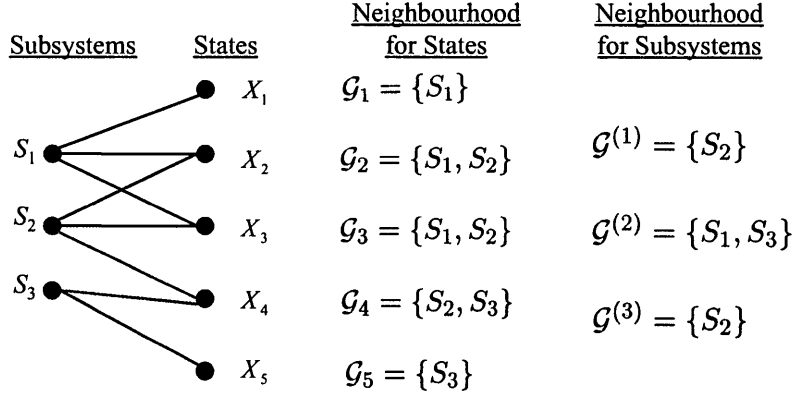 Subsystems States Neighbourhood for States Neighbourhood for Subsystems
X₁ 𝒢₁ = {S₁}
S₁ X₂ 𝒢₂ = {S₁, S₂} 𝒢⁽¹⁾ = {S₂}
S₂ X₃ 𝒢₃ = {S₁, S₂} 𝒢⁽²⁾ = {S₁, S₃}
S₃ X₄ 𝒢₄ = {S₂, S₃} 𝒢⁽³⁾ = {S₂}
X₅ 𝒢₅ = {S₃}